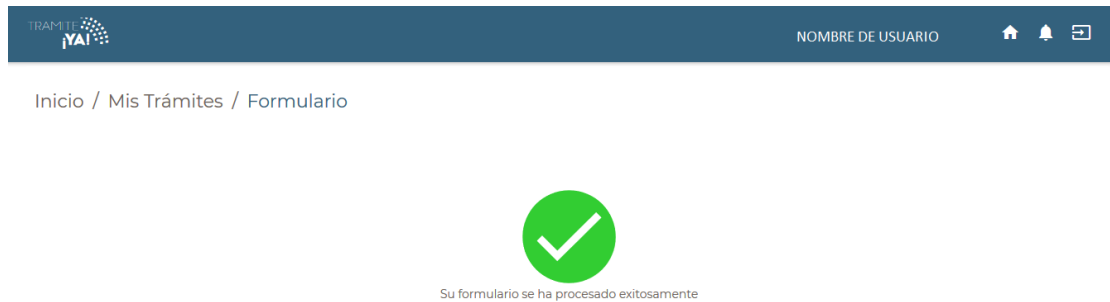 TRAMITE
¡YA!
NOMBRE DE USUARIO
Inicio / Mis Trámites / Formulario
Su formulario se ha procesado exitosamente